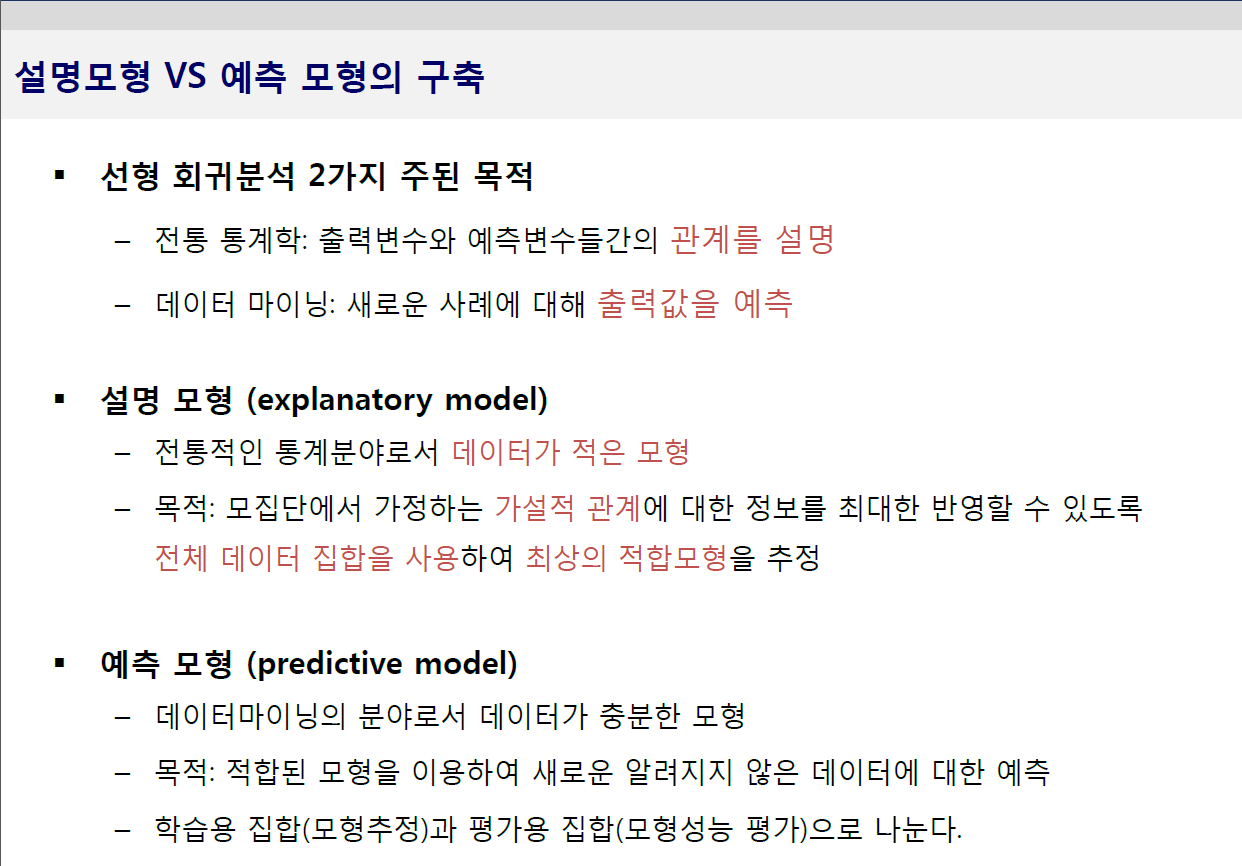 설명모형 VS 예측 모형의 구축
▪ 선형 회귀분석 2가지 주된 목적
– 전통 통계학: 출력변수와 예측변수들간의 관계를 설명
– 데이터 마이닝: 새로운 사례에 대해 출력값을 예측
▪ 설명 모형 (explanatory model)
– 전통적인 통계분야로서 데이터가 적은 모형
– 목적: 모집단에서 가정하는 가설적 관계에 대한 정보를 최대한 반영할 수 있도록
전체 데이터 집합을 사용하여 최상의 적합모형을 추정
▪ 예측 모형 (predictive model)
– 데이터마이닝의 분야로서 데이터가 충분한 모형
– 목적: 적합된 모형을 이용하여 새로운 알려지지 않은 데이터에 대한 예측
– 학습용 집합(모형추정)과 평가용 집합(모형성능 평가)으로 나눈다.